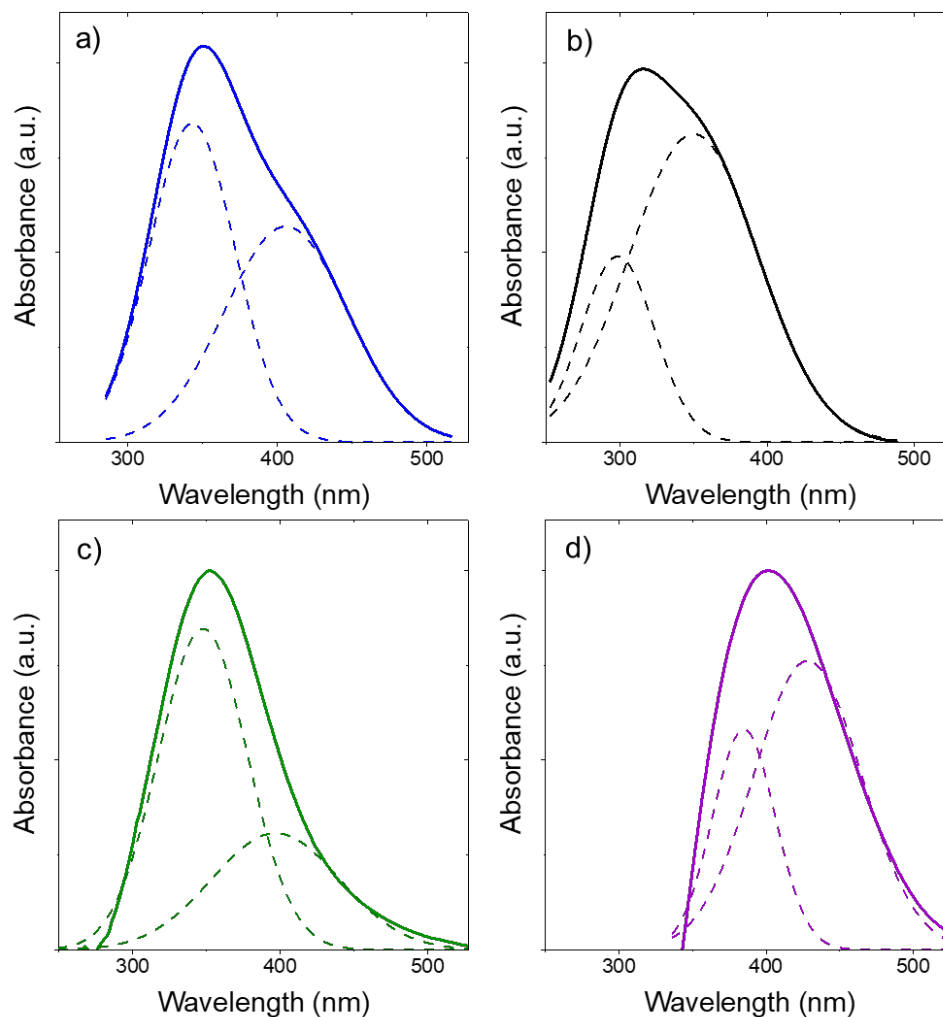 a)
Absorbance (a.u.)
300
400
500
Wavelength (nm)
b)
Absorbance (a.u.)
300
400
500
Wavelength (nm)
c)
Absorbance (a.u.)
300
400
500
Wavelength (nm)
d)
Absorbance (a.u.)
300
400
500
Wavelength (nm)